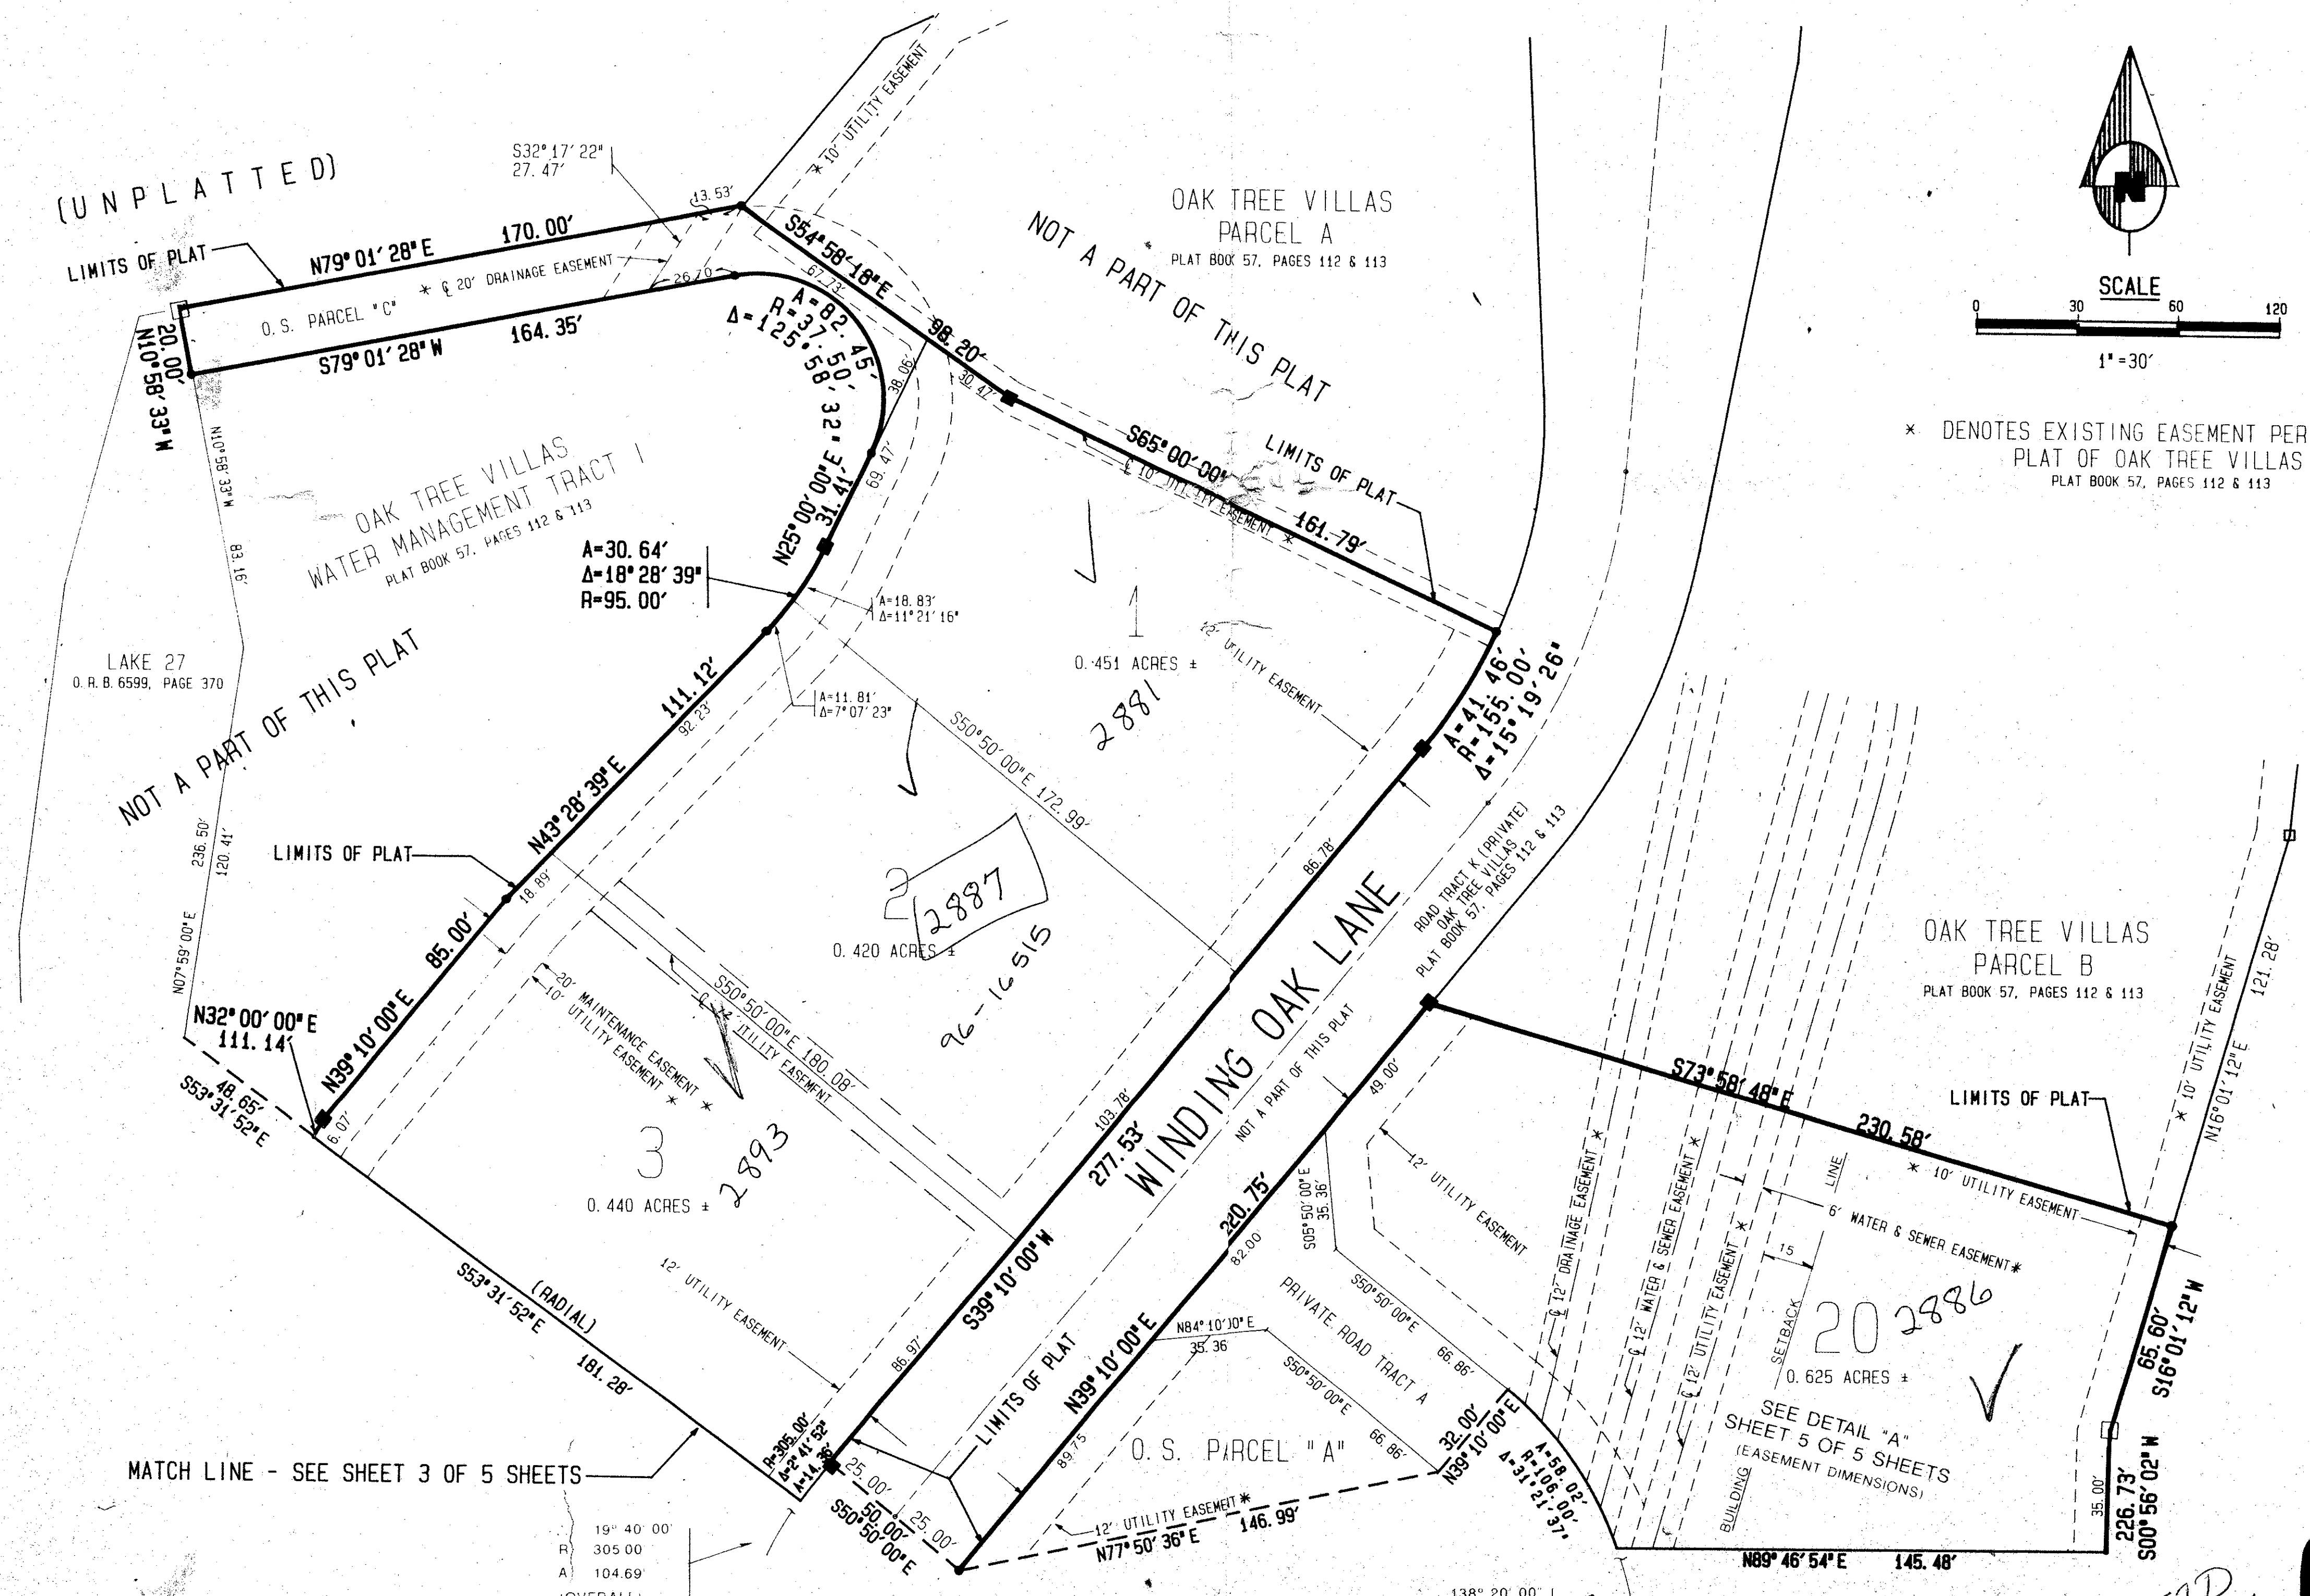 (UNPLATTED)
LIMITS OF PLAT
N79°01'28"E
170.00'
S32°17'22"
27.47'
13.53'
* 10' UTILITY EASEMENT
O.S. PARCEL "C"
* ℄ 20' DRAINAGE EASEMENT
26.70
S79°01'28"W
164.35'
20.00'
N10°58'33"W
S54°58'18"E
67.73'
98.20'
30.47'
A=82.45'
R=37.50'
Δ=125°58'32"
38.06'
OAK TREE VILLAS
PARCEL A
PLAT BOOK 57, PAGES 112 & 113
NOT A PART OF THIS PLAT
N
SCALE
0 30 60 120
1"=30'
* DENOTES EXISTING EASEMENT PER
PLAT OF OAK TREE VILLAS
PLAT BOOK 57, PAGES 112 & 113
N10°58'33"W
83.16'
OAK TREE VILLAS
WATER MANAGEMENT TRACT I
PLAT BOOK 57, PAGES 112 & 113
N25°00'00"E
31.41'
69.47'
S65°00'00"
161.79'
LIMITS OF PLAT
℄ 10' UTILITY EASEMENT *
A=30.64'
Δ=18°28'39"
R=95.00'
A=18.83'
Δ=11°21'16"
A=11.81'
Δ=7°07'23"
1
0.451 ACRES ±
2881
12' UTILITY EASEMENT
A=41.46'
R=155.00'
Δ=15°19'26"
LAKE 27
O.R.B. 6599, PAGE 370
NOT A PART OF THIS PLAT
236.50'
120.41'
N07°59'00"E
111.12'
92.23'
N43°28'39"E
LIMITS OF PLAT
18.89'
85.00'
N39°10'00"E
N32°00'00"E
111.14'
6.07'
48.65'
S53°31'52"E
S50°50'00"E 172.99'
2
2887
0.420 ACRES ±
96-16515
86.78'
ROAD TRACT K (PRIVATE)
OAK TREE VILLAS
PLAT BOOK 57, PAGES 112 & 113
WINDING OAK LANE
NOT A PART OF THIS PLAT
20' MAINTENANCE EASEMENT *
10' UTILITY EASEMENT *
S50°50'00"E 180.08'
℄ 12' UTILITY EASEMENT
3
0.440 ACRES ±
2893
12' UTILITY EASEMENT
103.78'
277.53'
S39°10'00"W
86.97'
S53°31'52"E
(RADIAL)
181.28'
MATCH LINE - SEE SHEET 3 OF 5 SHEETS
R=305.00'
Δ=2°41'52"
A=14.36'
25.00'
50.00'
25.00'
S50°50'00"E
LIMITS OF PLAT
19° 40' 00"
R) 305.00
A) 104.69'
(OVERALL)
49.00'
220.75'
82.00'
N39°10'00"E
89.75
S05°50'00"E
35.36'
12' UTILITY EASEMENT
S50°50'00"E
66.86'
PRIVATE ROAD TRACT A
N84°10'00"E
35.36
S50°50'00"E
66.86'
O.S. PARCEL "A"
32.00'
N39°10'00"E
12' UTILITY EASEMENT *
146.99'
N77°50'36"E
A=58.02'
R=106.00'
Δ=31°21'37"
OAK TREE VILLAS
PARCEL B
PLAT BOOK 57, PAGES 112 & 113
* 10' UTILITY EASEMENT
121.28'
N16°01'12"E
S73°58'48"E
230.58'
LIMITS OF PLAT
* 10' UTILITY EASEMENT
6' WATER & SEWER EASEMENT *
℄ 12' DRAINAGE EASEMENT *
℄ 12' WATER & SEWER EASEMENT *
℄ 12' UTILITY EASEMENT *
15
BUILDING SETBACK LINE
20
2886
0.625 ACRES ±
SEE DETAIL "A"
SHEET 5 OF 5 SHEETS
(EASEMENT DIMENSIONS)
65.60'
S16°01'12"W
35.00'
226.73'
S00°56'02"W
N89°46'54"E
145.48'
138° 20' 00"